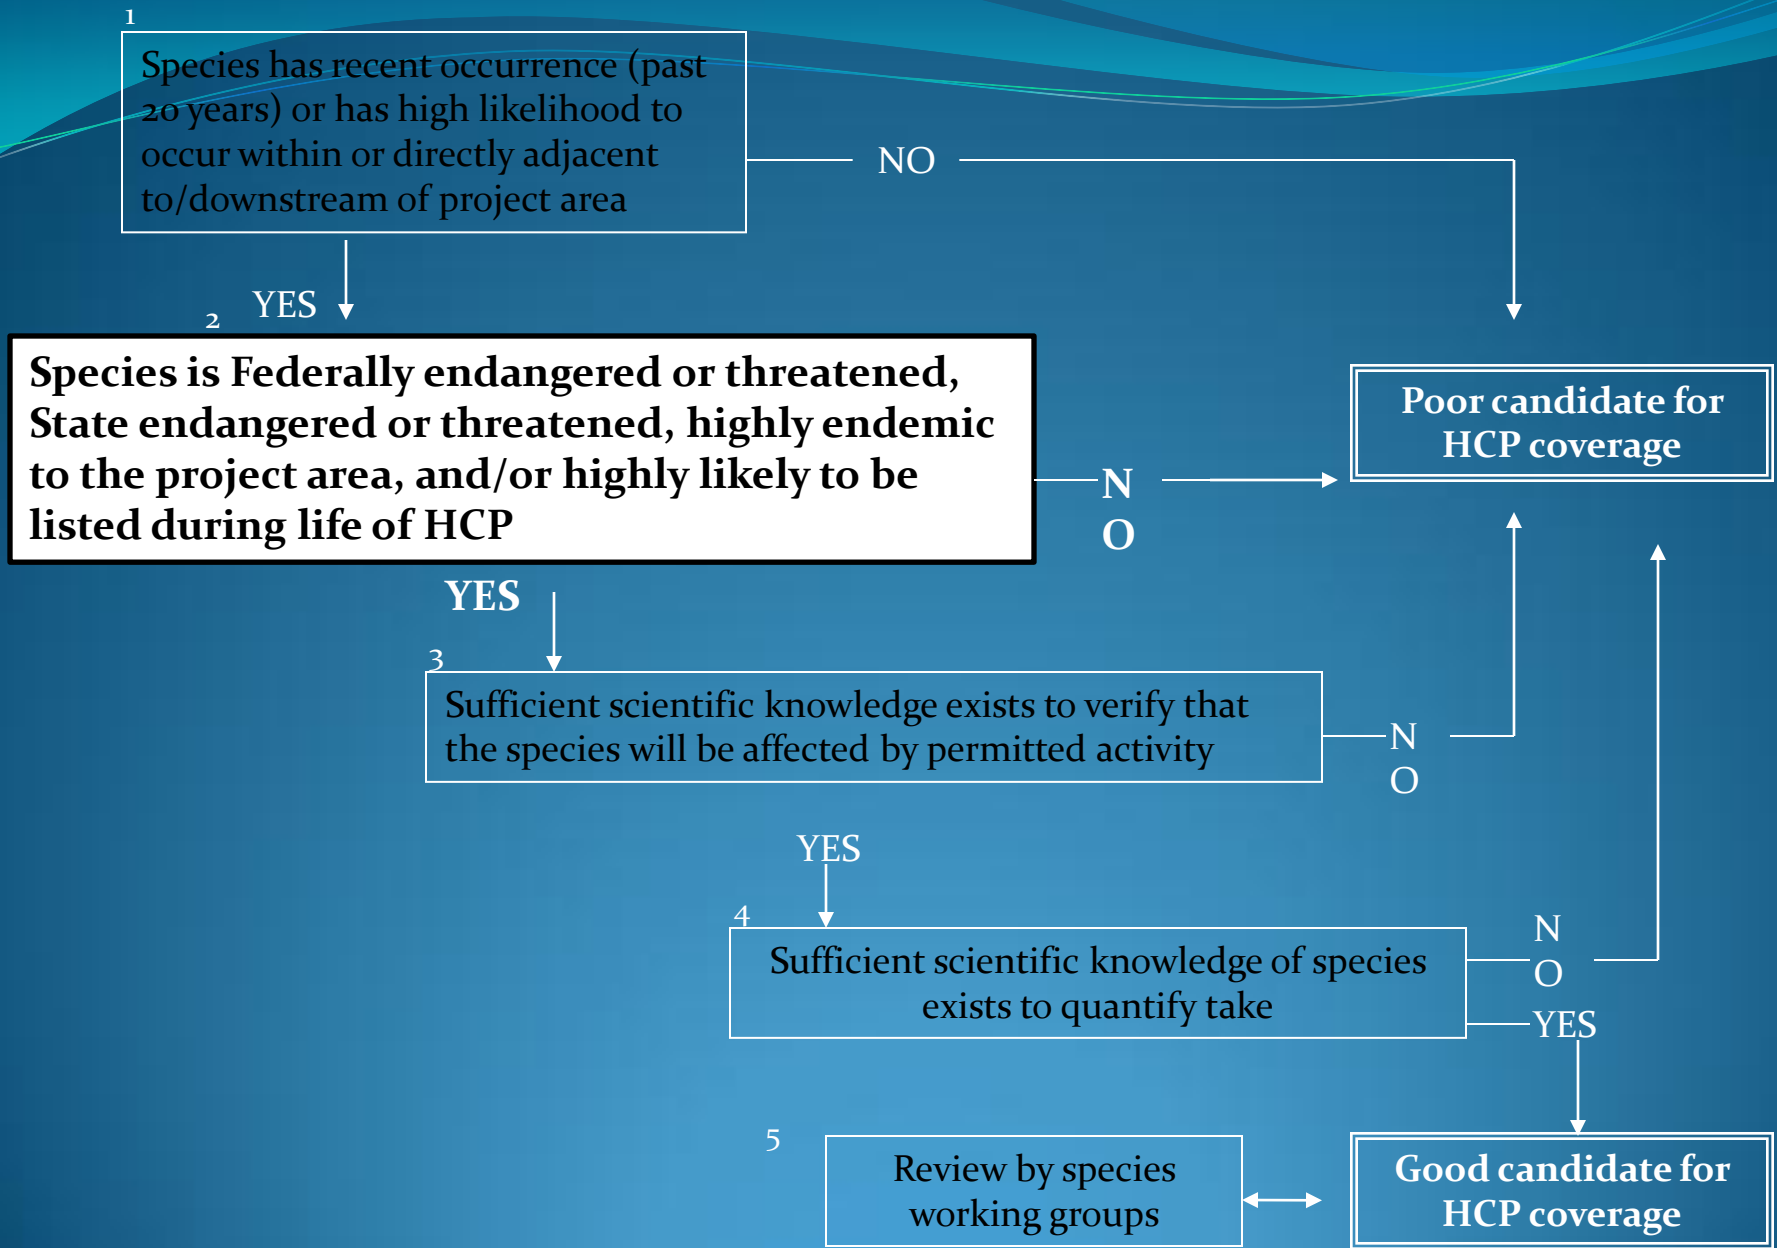 1
Species has recent occurrence (past
20 years) or has high likelihood to
occur within or directly adjacent
to/downstream of project area
NO
YES
2
Species is Federally endangered or threatened,
State endangered or threatened, highly endemic
to the project area, and/or highly likely to be
listed during life of HCP
N
O
Poor candidate for
HCP coverage
YES
3
Sufficient scientific knowledge exists to verify that
the species will be affected by permitted activity
N
O
YES
4
Sufficient scientific knowledge of species
exists to quantify take
N
O
YES
5
Review by species
working groups
Good candidate for
HCP coverage